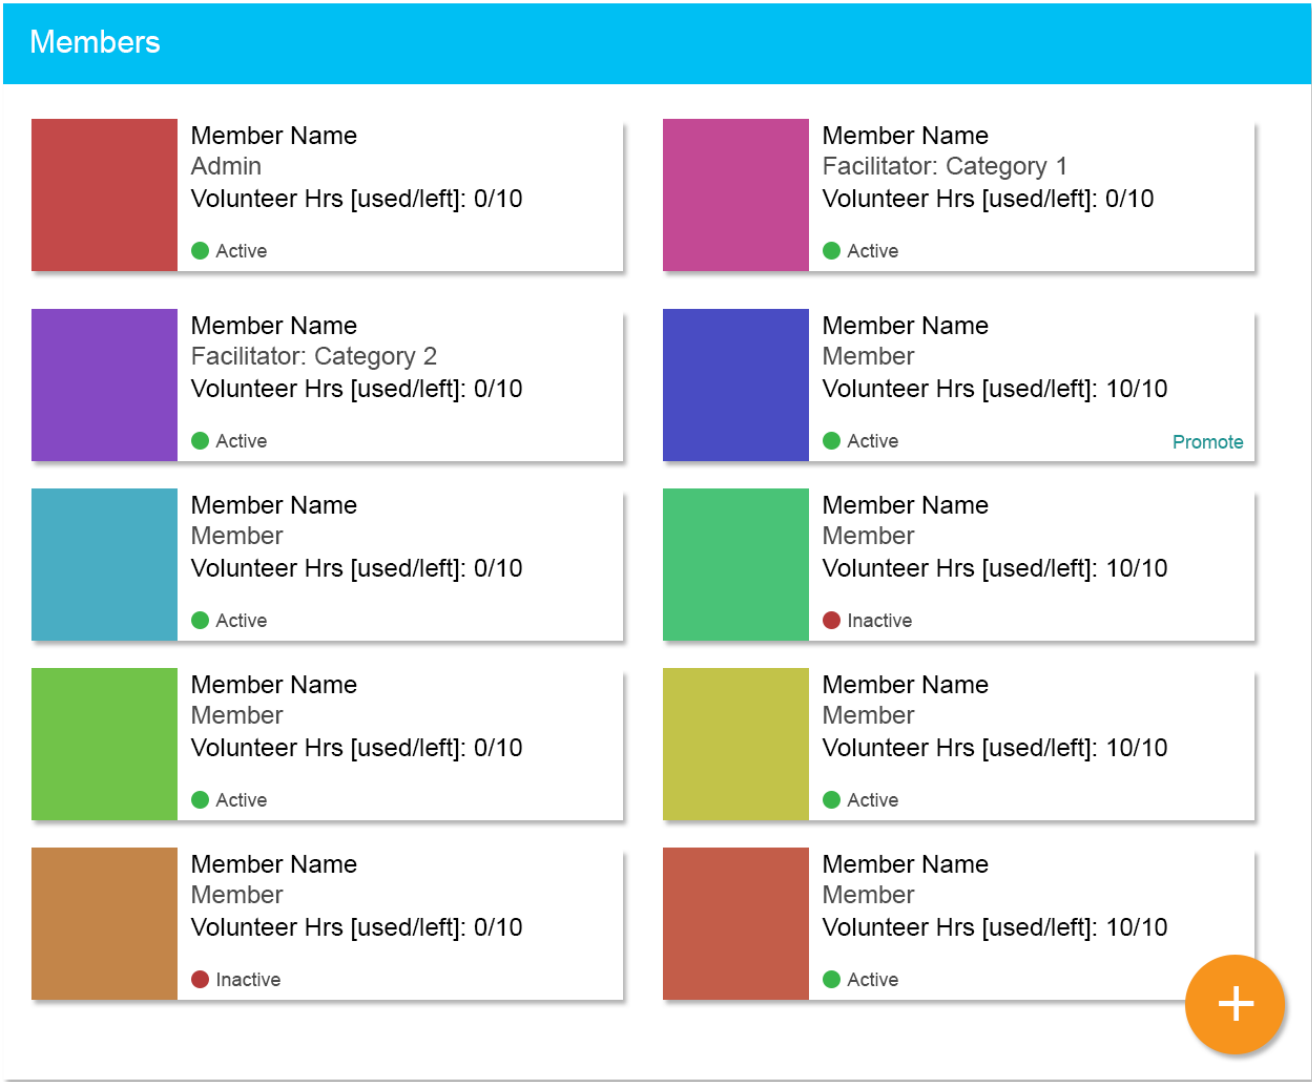 Members
Member Name
Admin
Volunteer Hrs [used/left]: 0/10
Active
Member Name
Facilitator: Category 1
Volunteer Hrs [used/left]: 0/10
Active
Member Name
Facilitator: Category 2
Volunteer Hrs [used/left]: 0/10
Active
Member Name
Member
Volunteer Hrs [used/left]: 10/10
Active
Promote
Member Name
Member
Volunteer Hrs [used/left]: 0/10
Active
Member Name
Member
Volunteer Hrs [used/left]: 10/10
Inactive
Member Name
Member
Volunteer Hrs [used/left]: 0/10
Active
Member Name
Member
Volunteer Hrs [used/left]: 10/10
Active
Member Name
Member
Volunteer Hrs [used/left]: 0/10
Inactive
Member Name
Member
Volunteer Hrs [used/left]: 10/10
Active
+